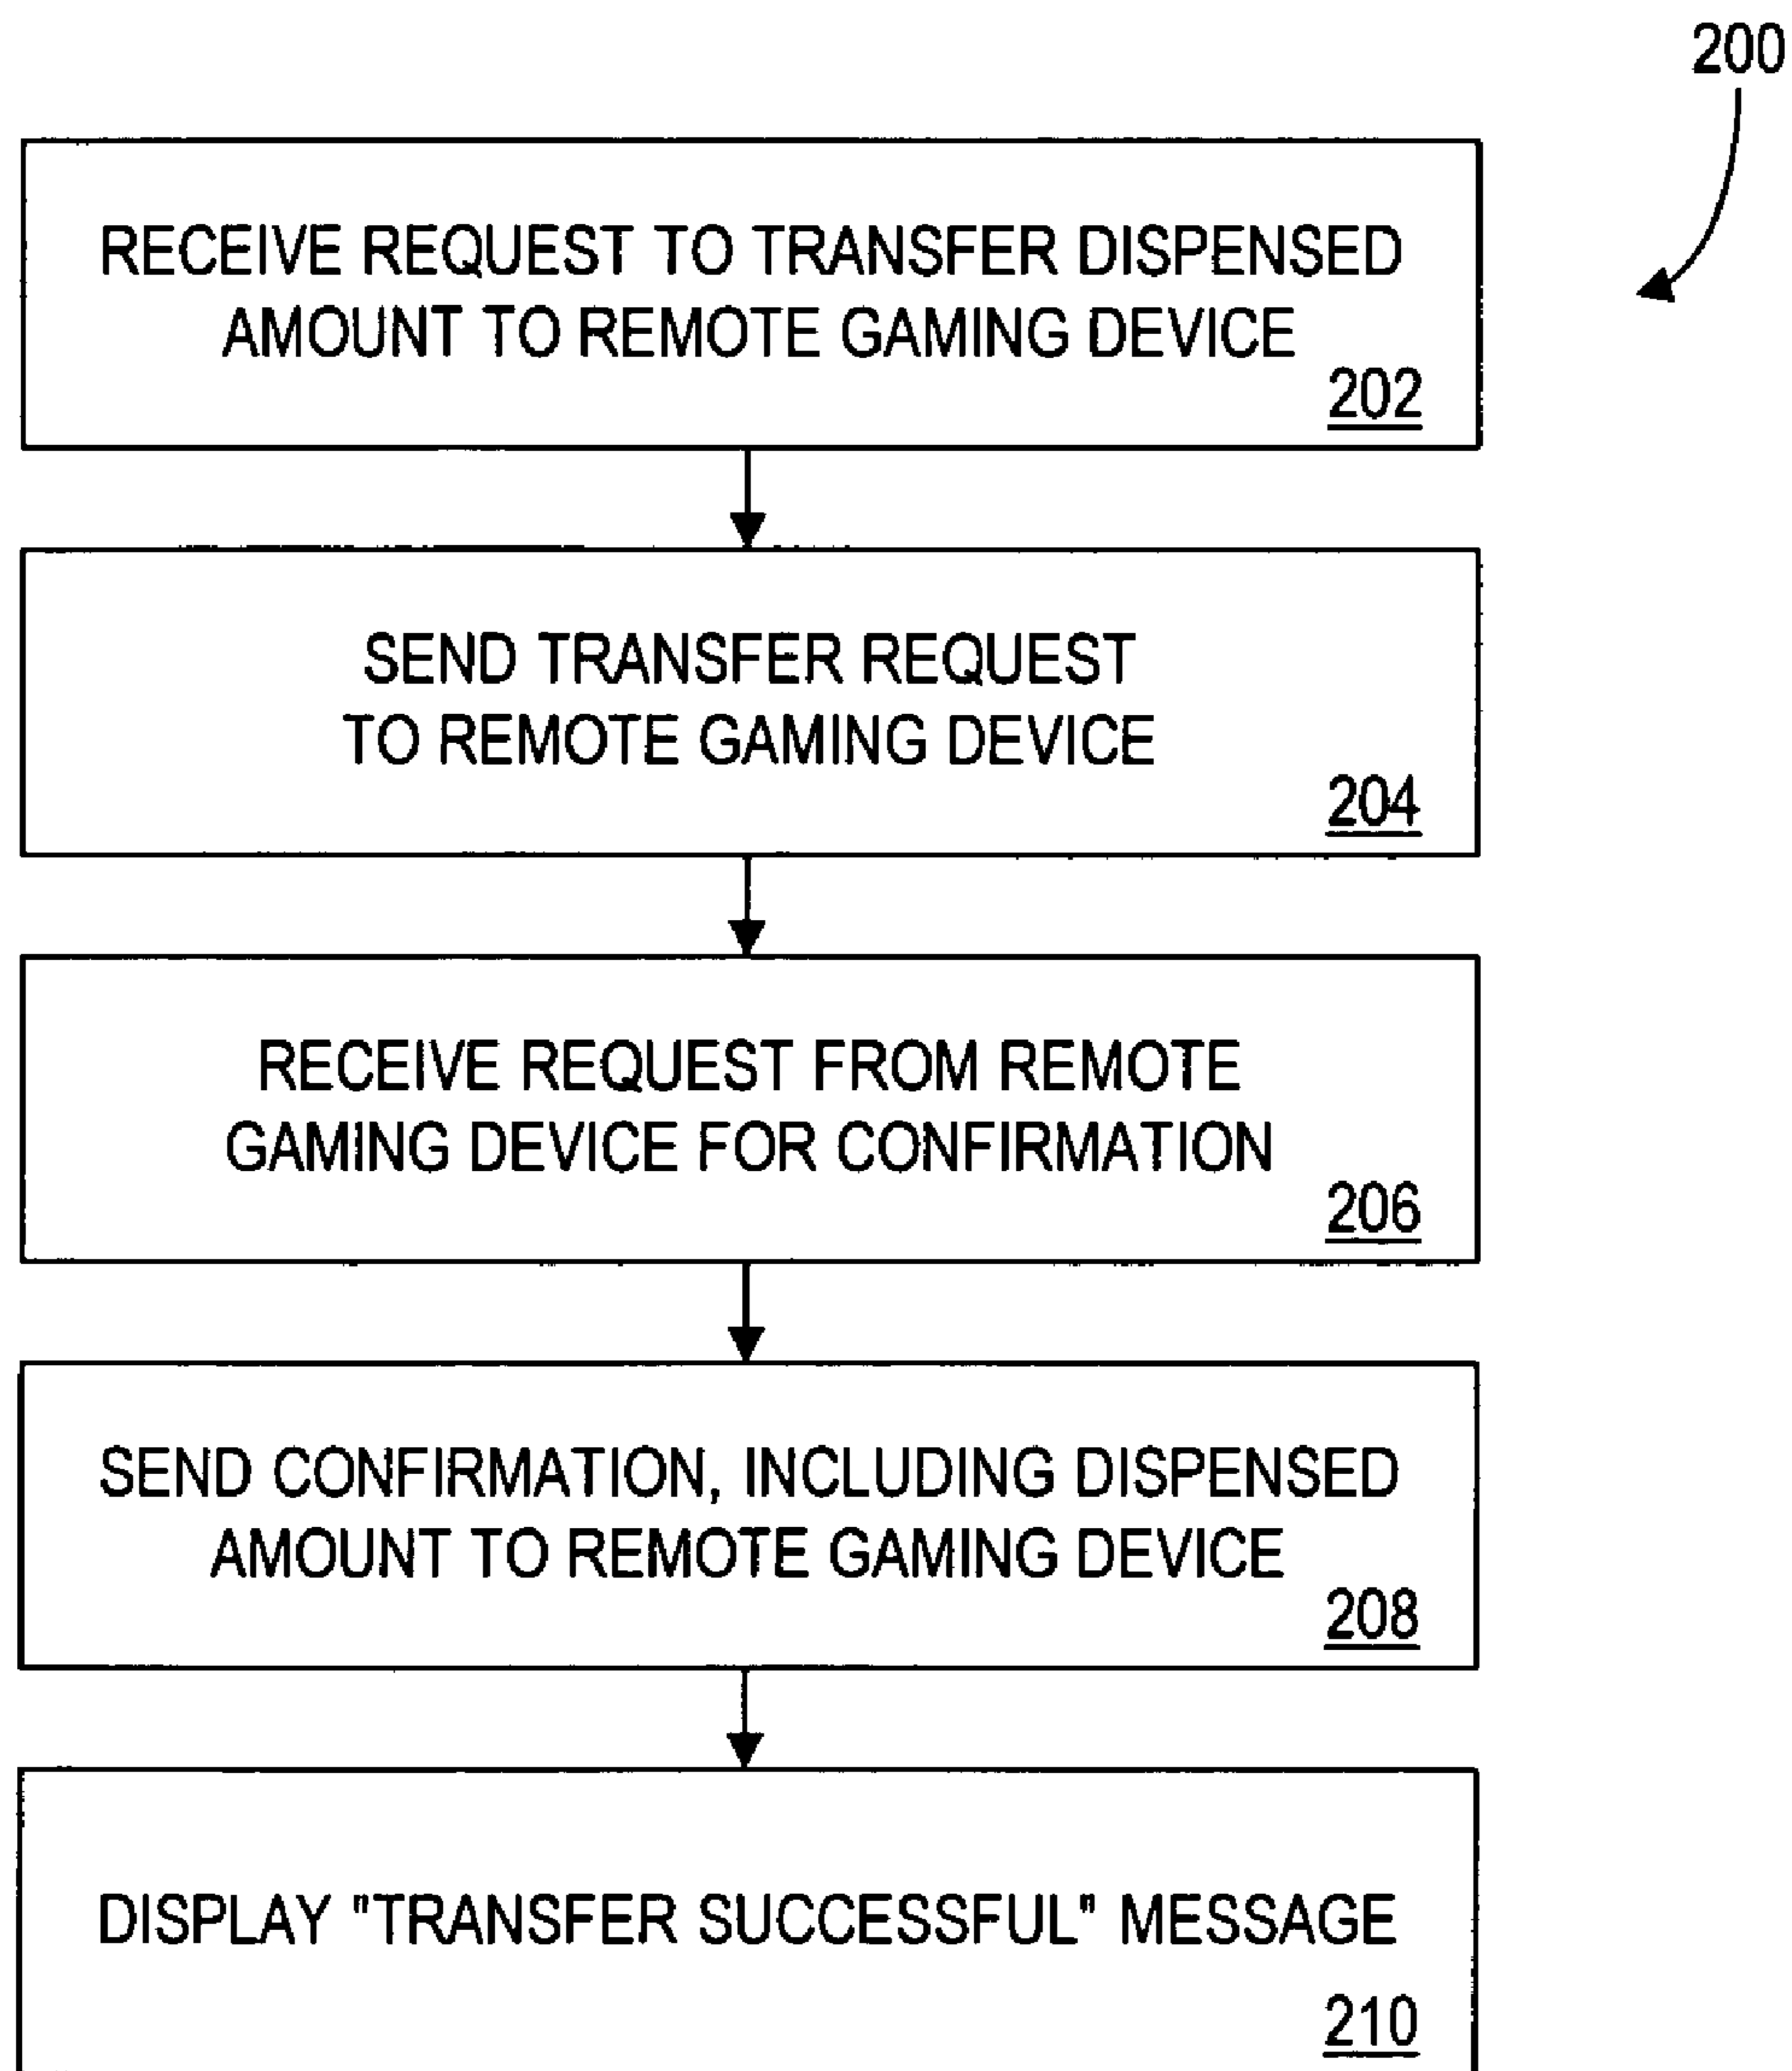 200
RECEIVE REQUEST TO TRANSFER DISPENSED
AMOUNT TO REMOTE GAMING DEVICE
202
SEND TRANSFER REQUEST
TO REMOTE GAMING DEVICE
204
RECEIVE REQUEST FROM REMOTE
GAMING DEVICE FOR CONFIRMATION
206
SEND CONFIRMATION, INCLUDING DISPENSED
AMOUNT TO REMOTE GAMING DEVICE
208
DISPLAY "TRANSFER SUCCESSFUL" MESSAGE
210